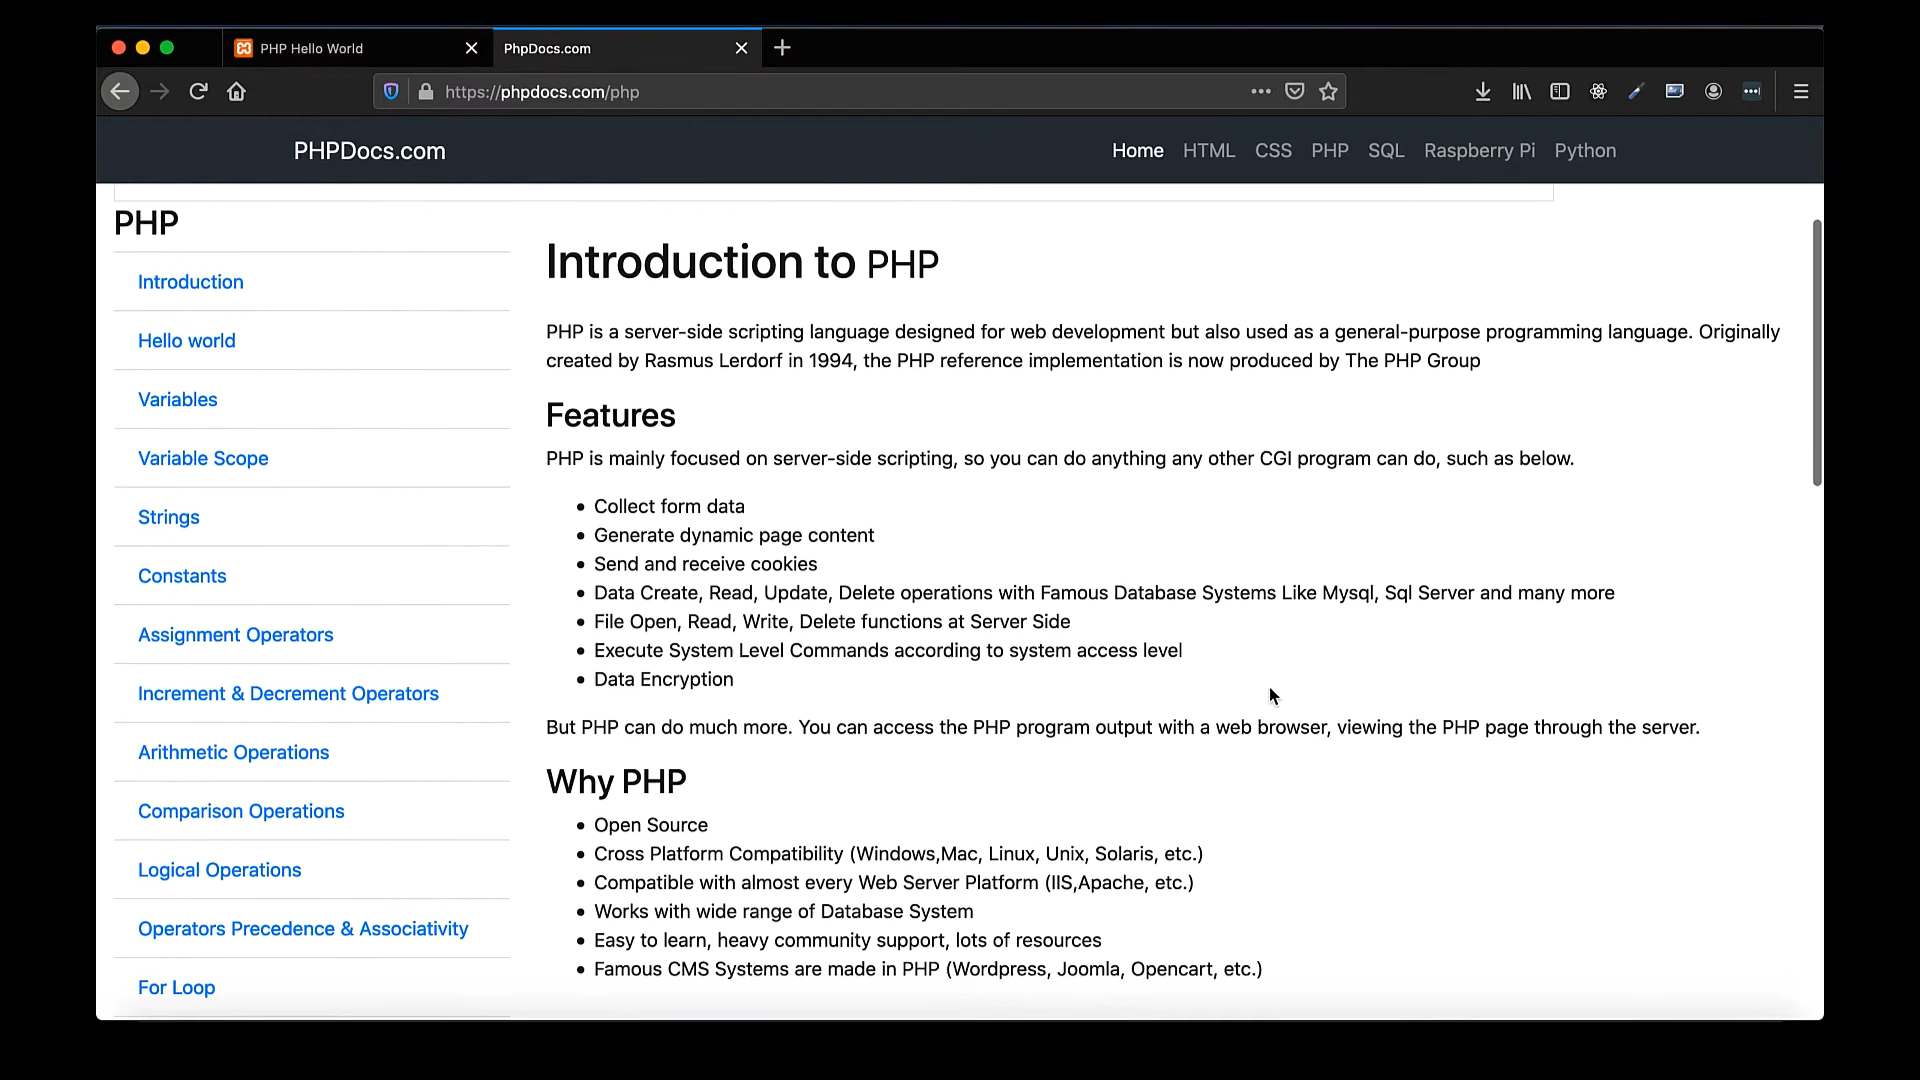 PHP Hello World
PhpDocs.com
https://phpdocs.com/php
PHPDocs.com
Home HTML CSS PHP SQL Raspberry Pi Python
PHP
Introduction
Hello world
Variables
Variable Scope
Strings
Constants
Assignment Operators
Increment & Decrement Operators
Arithmetic Operations
Comparison Operations
Logical Operations
Operators Precedence & Associativity
For Loop
Introduction to PHP
PHP is a server-side scripting language designed for web development but also used as a general-purpose programming language. Originally
created by Rasmus Lerdorf in 1994, the PHP reference implementation is now produced by The PHP Group
Features
PHP is mainly focused on server-side scripting, so you can do anything any other CGI program can do, such as below.
• Collect form data
• Generate dynamic page content
• Send and receive cookies
• Data Create, Read, Update, Delete operations with Famous Database Systems Like Mysql, Sql Server and many more
• File Open, Read, Write, Delete functions at Server Side
• Execute System Level Commands according to system access level
• Data Encryption
But PHP can do much more. You can access the PHP program output with a web browser, viewing the PHP page through the server.
Why PHP
• Open Source
• Cross Platform Compatibility (Windows,Mac, Linux, Unix, Solaris, etc.)
• Compatible with almost every Web Server Platform (IIS,Apache, etc.)
• Works with wide range of Database System
• Easy to learn, heavy community support, lots of resources
• Famous CMS Systems are made in PHP (Wordpress, Joomla, Opencart, etc.)